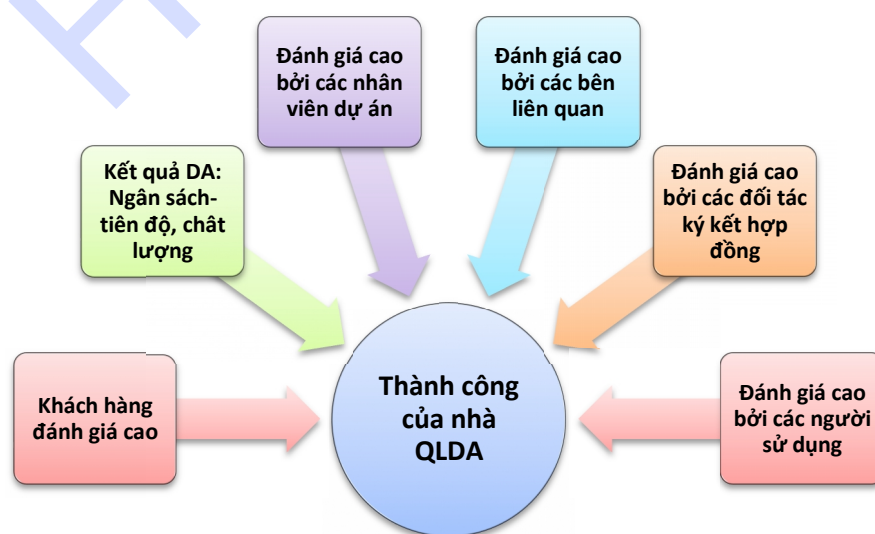 Đánh giá cao
bởi các nhân
viên dự án
Đánh giá cao
bởi các bên
liên quan
Kết quả DA:
Ngân sách-
tiên độ, chât
lượng
Đánh giá cao
bởi các đối tác
ký kết hợp
đồng
Khách hàng
đánh giá cao
Thành công
của nhà
QLDA
Đánh giá cao
bởi các người
sử dụng